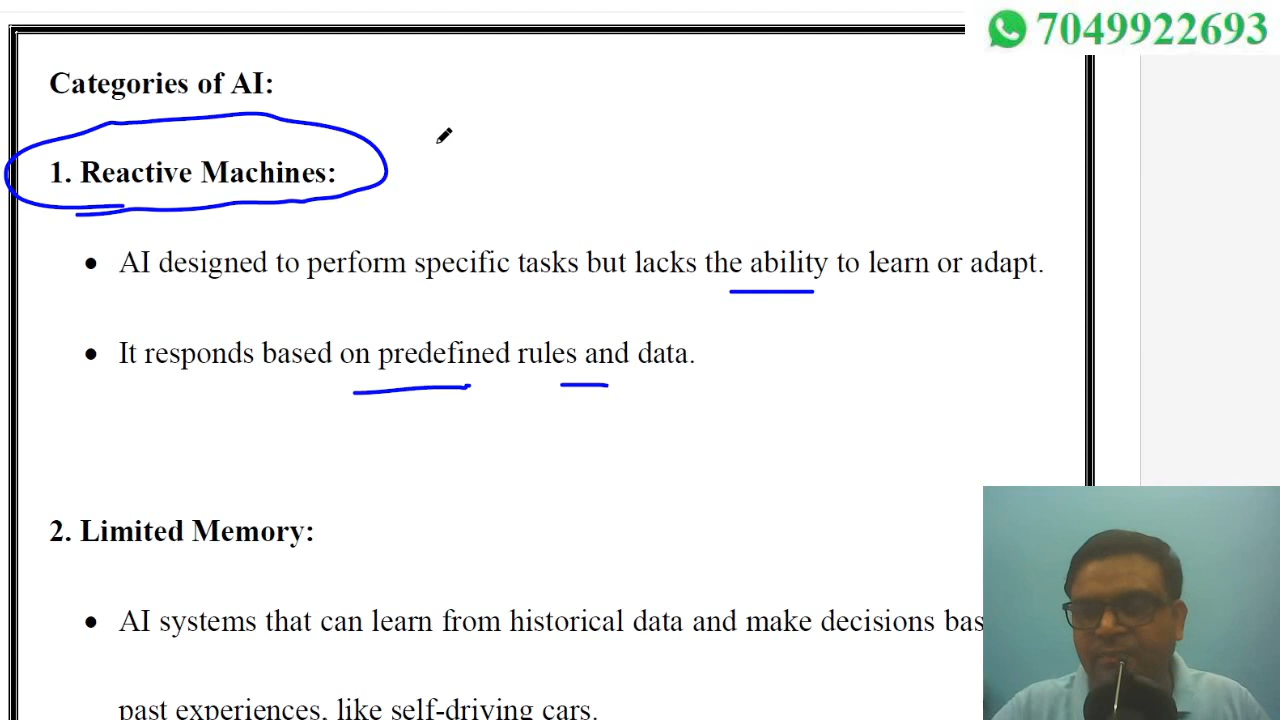 7049922693
Categories of AI:
1. Reactive Machines:
• AI designed to perform specific tasks but lacks the ability to learn or adapt.
• It responds based on predefined rules and data.
2. Limited Memory:
• AI systems that can learn from historical data and make decisions
past experiences, like self-driving cars.